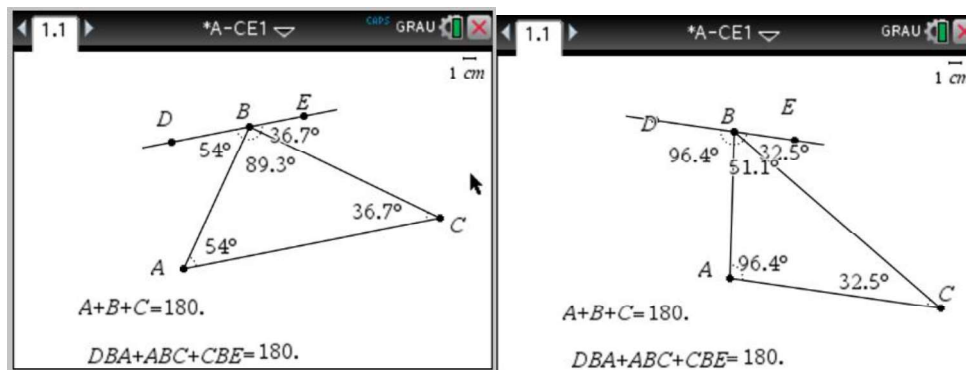 1.1 *A-CE1 CAPS GRAU
1 cm
D B E
54° 36.7°
89.3°
36.7°
C
54°
A
A+B+C=180.
DBA+ABC+CBE=180.
1.1 *A-CE1 GRAU
1 cm
D B E
96.4° 51.1° 32.5°
A 96.4°
32.5°
C
A+B+C=180.
DBA+ABC+CBE=180.